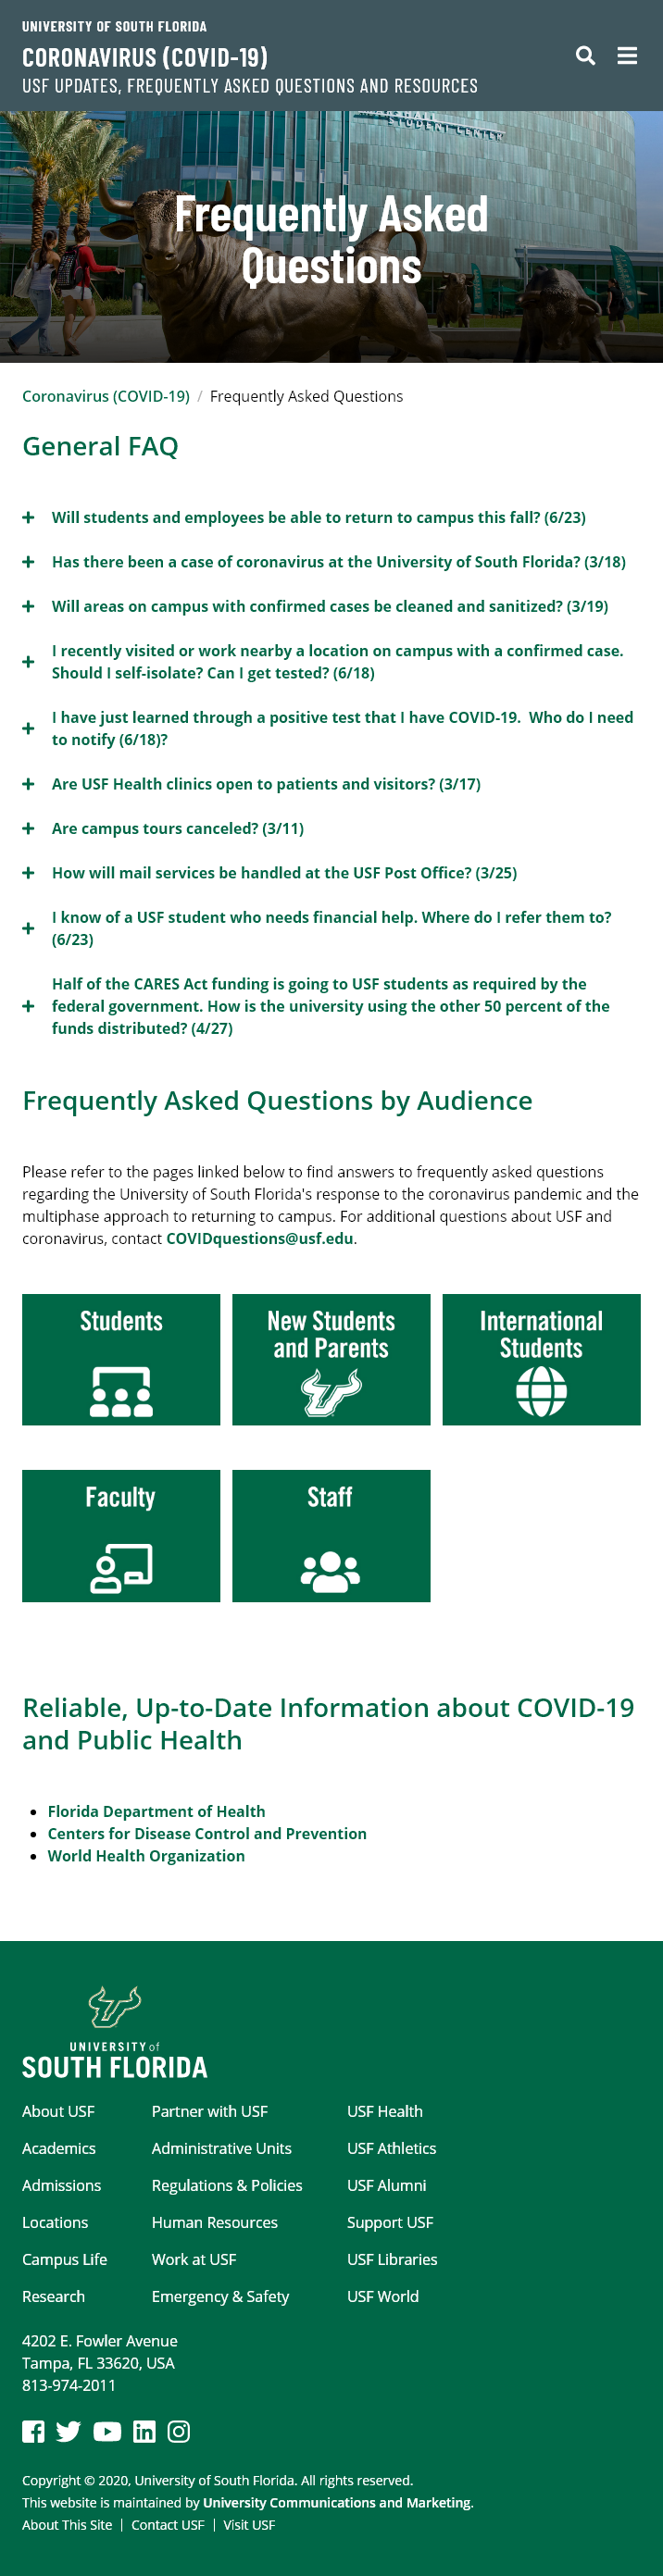 UNIVERSITY OF SOUTH FLORIDA
CORONAVIRUS (COVID-19)
USF UPDATES, FREQUENTLY ASKED QUESTIONS AND RESOURCES
MARSHALL
STUDENT CENTER
Frequently Asked
Questions
Coronavirus (COVID-19) / Frequently Asked Questions
General FAQ
Will students and employees be able to return to campus this fall? (6/23)
Has there been a case of coronavirus at the University of South Florida? (3/18)
Will areas on campus with confirmed cases be cleaned and sanitized? (3/19)
I recently visited or work nearby a location on campus with a confirmed case.
Should I self-isolate? Can I get tested? (6/18)
I have just learned through a positive test that I have COVID-19.  Who do I need
to notify (6/18)?
Are USF Health clinics open to patients and visitors? (3/17)
Are campus tours canceled? (3/11)
How will mail services be handled at the USF Post Office? (3/25)
I know of a USF student who needs financial help. Where do I refer them to?
(6/23)
Half of the CARES Act funding is going to USF students as required by the
federal government. How is the university using the other 50 percent of the
funds distributed? (4/27)
Frequently Asked Questions by Audience
Please refer to the pages linked below to find answers to frequently asked questions
regarding the University of South Florida's response to the coronavirus pandemic and the
multiphase approach to returning to campus. For additional questions about USF and
coronavirus, contact COVIDquestions@usf.edu.
Students
New Students
and Parents
International
Students
Faculty
Staff
Reliable, Up-to-Date Information about COVID-19
and Public Health
Florida Department of Health
Centers for Disease Control and Prevention
World Health Organization
UNIVERSITY of
SOUTH FLORIDA
About USF
Academics
Admissions
Locations
Campus Life
Research
Partner with USF
Administrative Units
Regulations & Policies
Human Resources
Work at USF
Emergency & Safety
USF Health
USF Athletics
USF Alumni
Support USF
USF Libraries
USF World
4202 E. Fowler Avenue
Tampa, FL 33620, USA
813-974-2011
Copyright © 2020, University of South Florida. All rights reserved.
This website is maintained by University Communications and Marketing.
About This Site | Contact USF | Visit USF